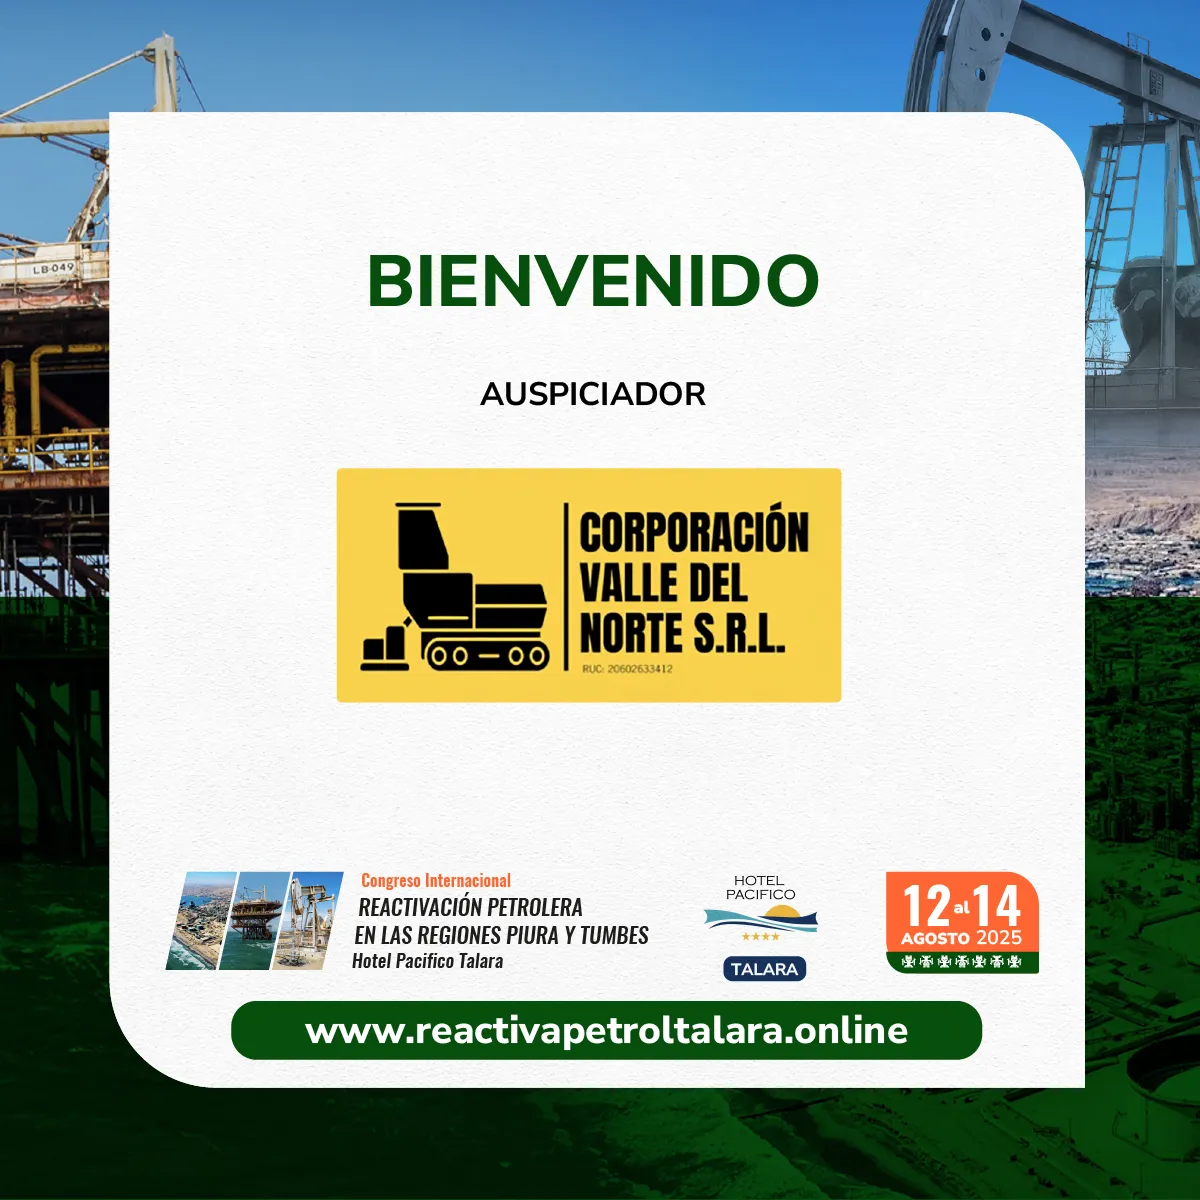 LB-049
BIENVENIDO
AUSPICIADOR
CORPORACIÓN
VALLE DEL
NORTE S.R.L.
RUC: 20602633412
Congreso Internacional
REACTIVACIÓN PETROLERA
EN LAS REGIONES PIURA Y TUMBES
Hotel Pacifico Talara
HOTEL
PACIFICO
TALARA
12 al 14
AGOSTO 2025
www.reactivapetroltalara.online